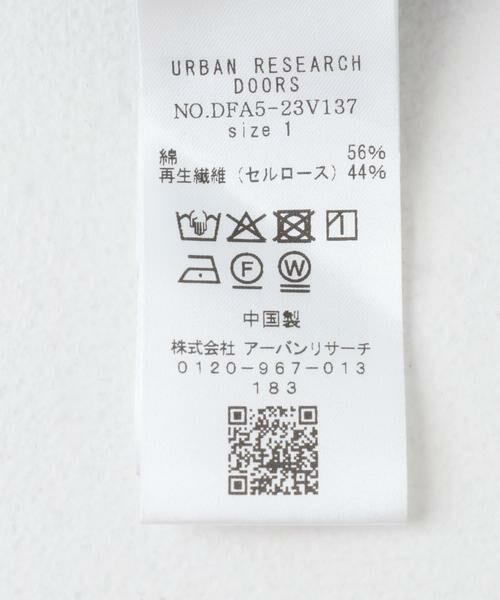 URBAN RESEARCH
DOORS
NO.DFA5-23V137
size 1
綿 56%
再生繊維（セルロース）44%
F W
中国製
株式会社 アーバンリサーチ
0120-967-013
183